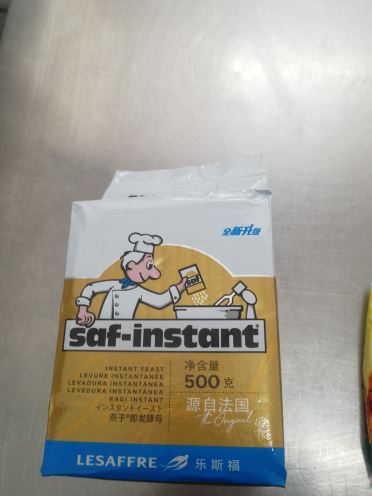 全新升级
saf-instant
INSTANT YEAST
LEVURE INSTANTANÉE
LEVADURA INSTANTÁNEA
LEVEDURA INSTANTÂNEA
RAGI INSTANT
インスタントイースト
燕子®即发酵母
净含量
500克
源自法国
The Original
LESAFFRE 乐斯福